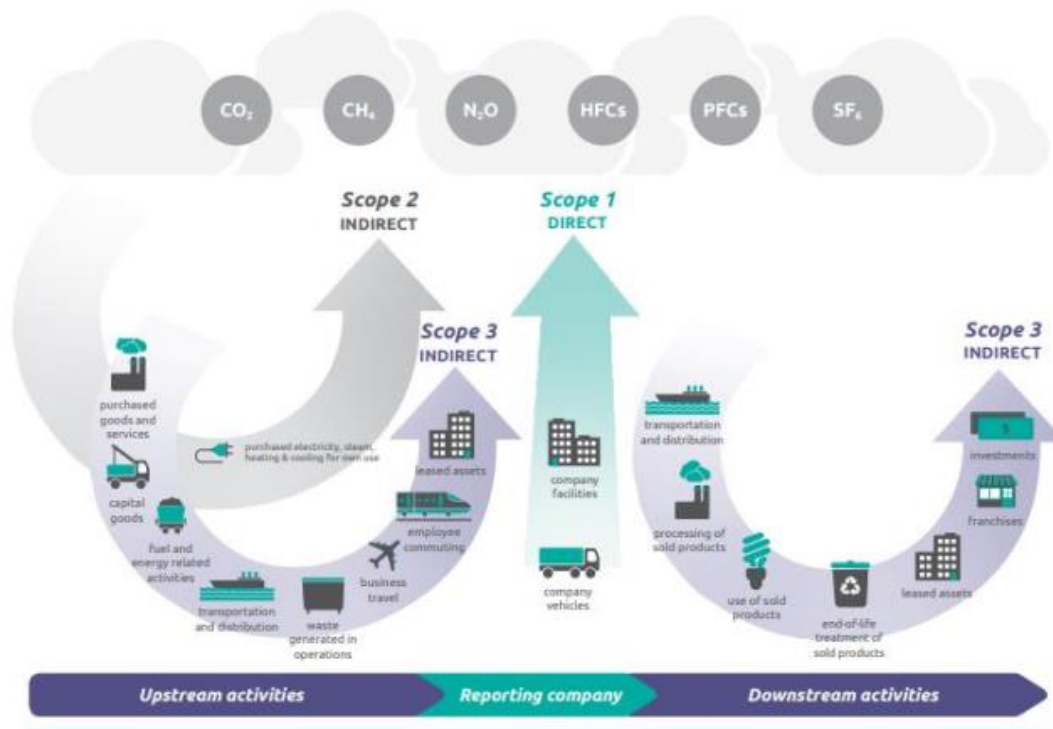 CO₂ CH₄ N₂O HFCs PFCs SF₆
Scope 2
INDIRECT
Scope 1
DIRECT
Scope 3
INDIRECT
Scope 3
INDIRECT
purchased
goods and
services
capital
goods
fuel and
energy related
activities
purchased electricity, steam,
heating & cooling for own use
transportation
and distribution
waste
generated in
operations
business
travel
employee
commuting
leased assets
company
facilities
company
vehicles
transportation
and distribution
processing of
sold products
use of sold
products
end-of-life
treatment of
sold products
leased assets
franchises
investments
$
Upstream activities
Reporting company
Downstream activities